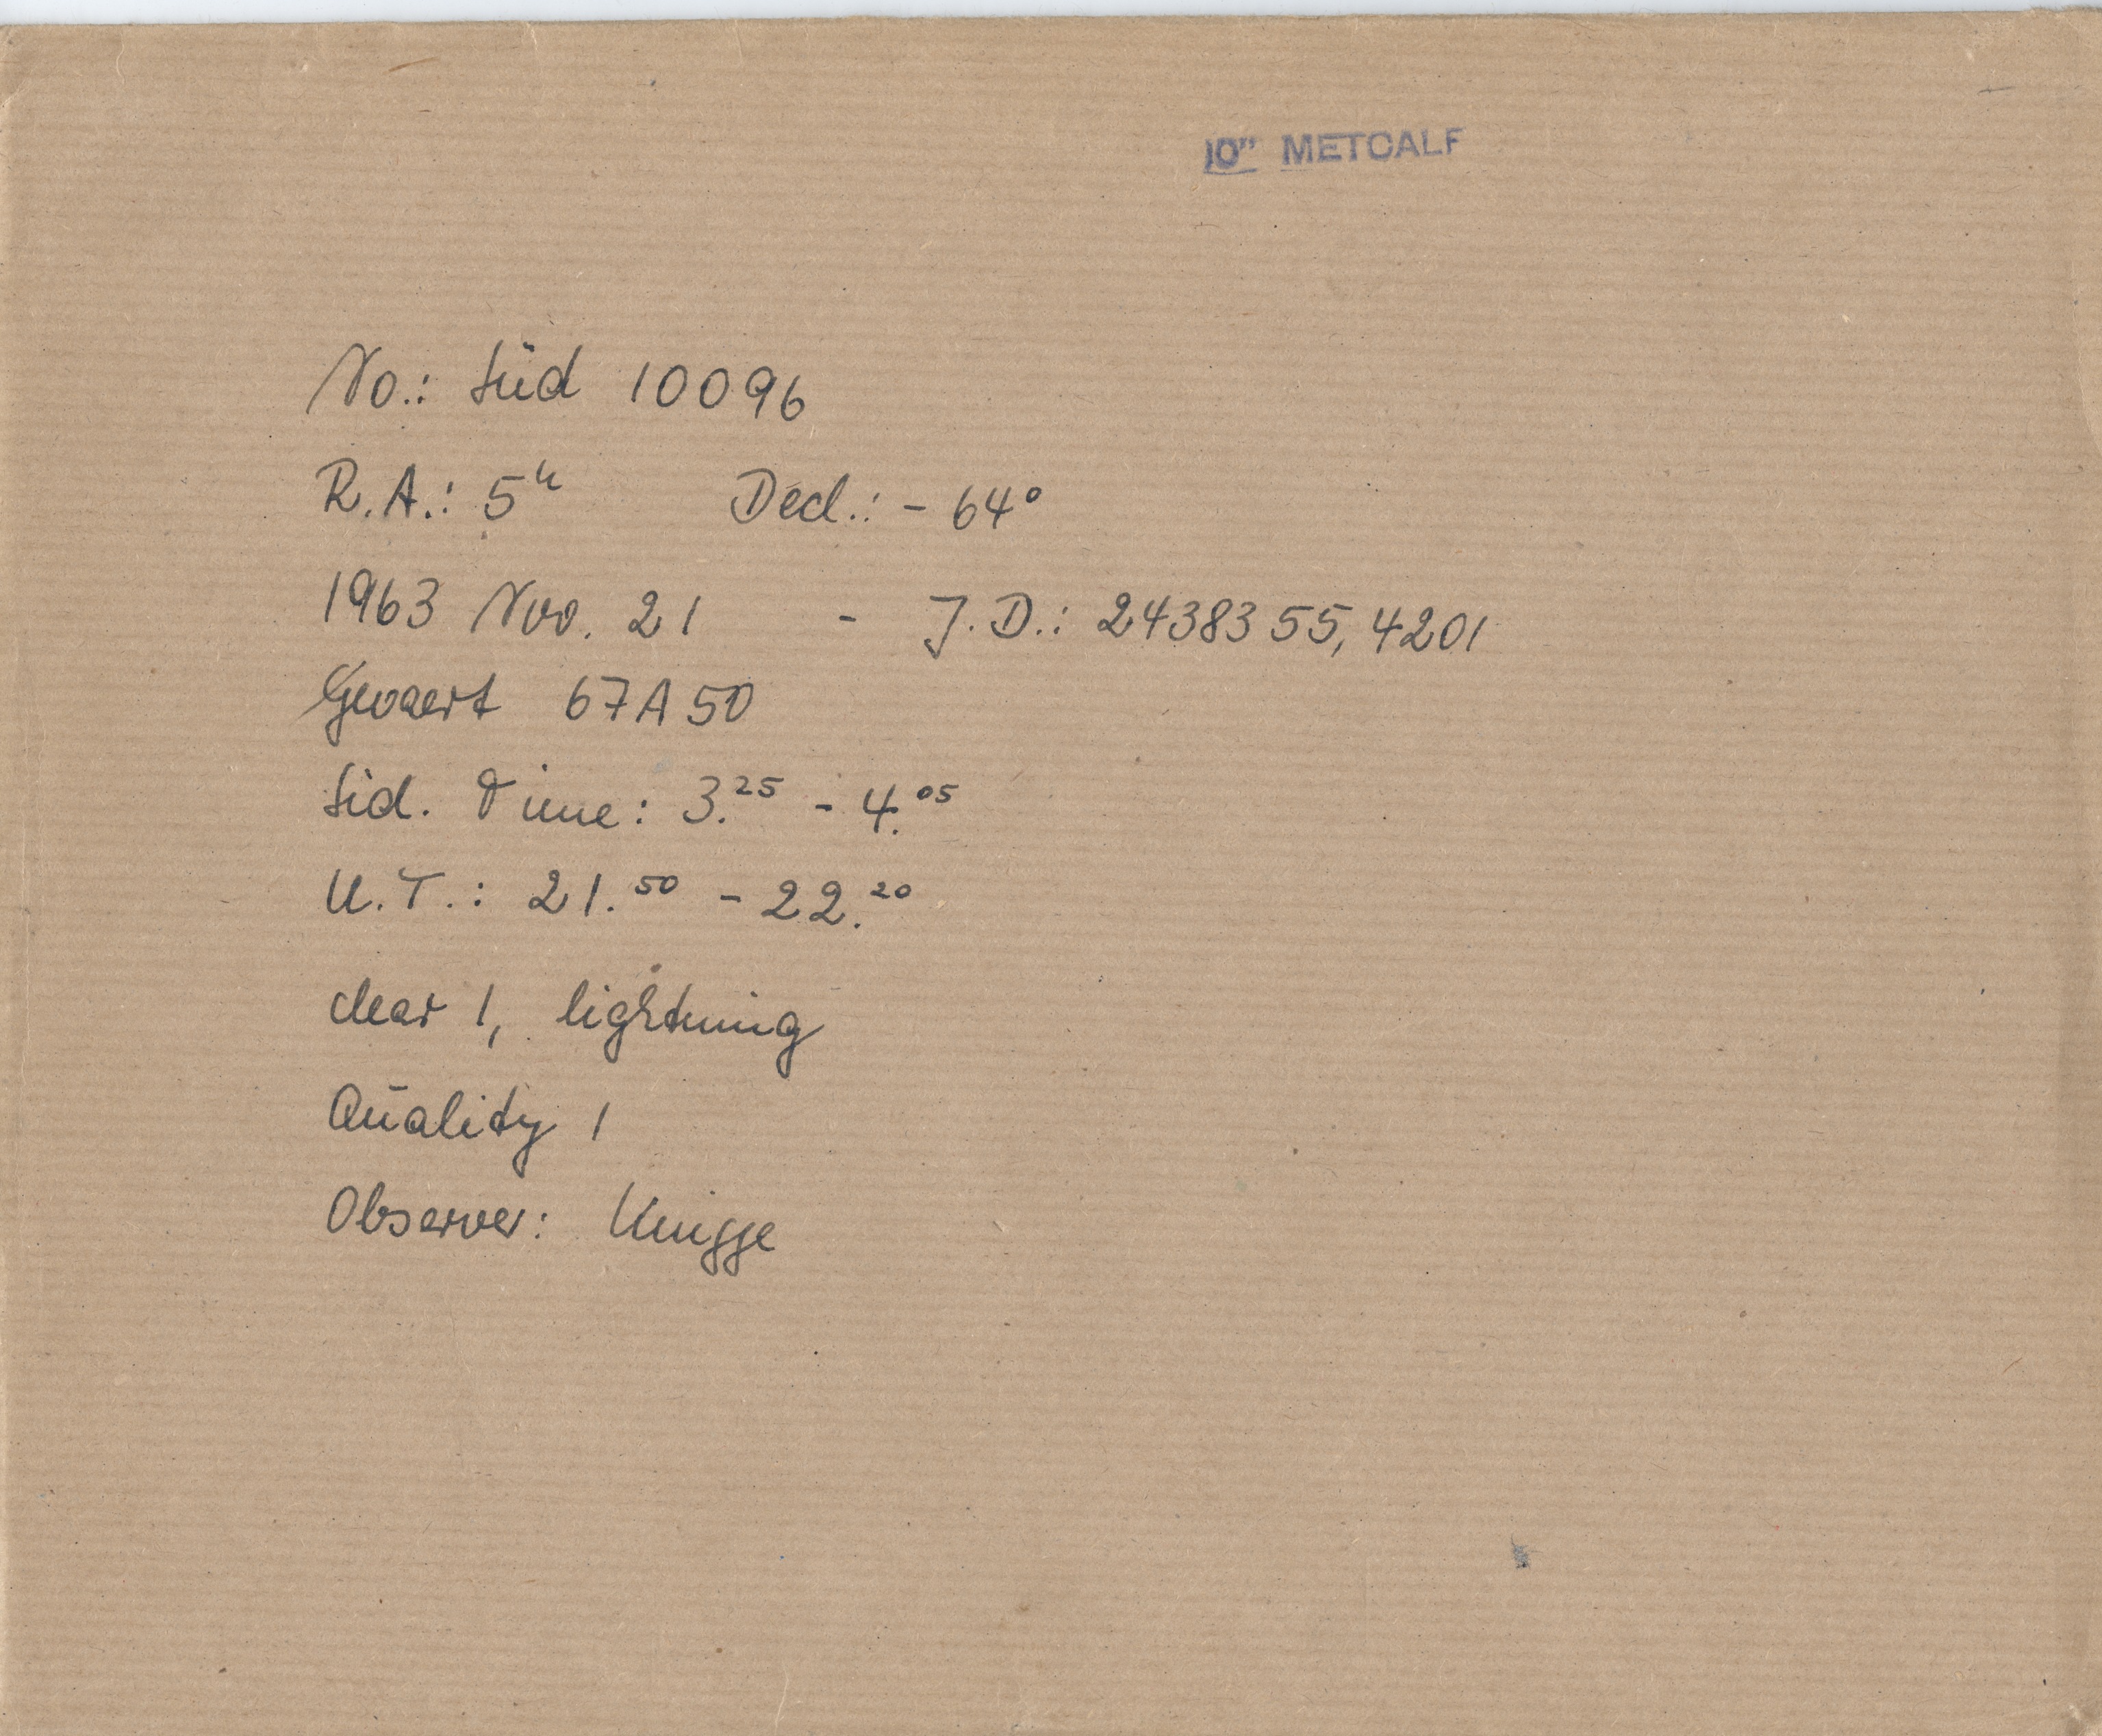 10" METCALF
No.: Süd 10096
R.A.: 5ʰ Decl.: - 64°
1963 Nov. 21 - J.D.: 2438355,4201
Gevaert 67A50
Sid. Time: 3.²⁵ - 4.⁰⁵
U.T.: 21.⁵⁰ - 22.²⁰
clear 1, lightning
Quality 1
Observer: Knigge